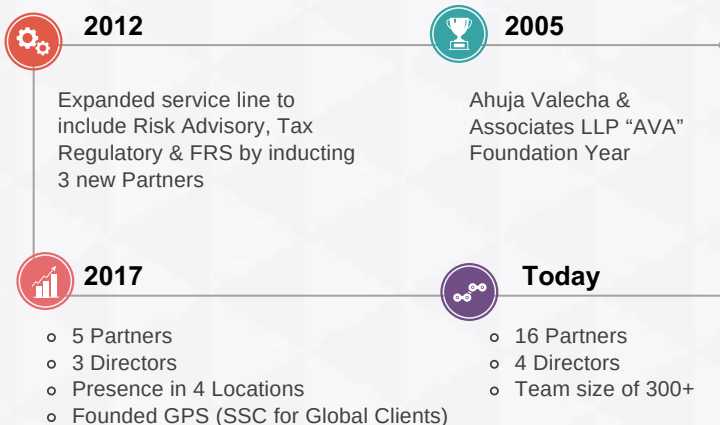 2012
Expanded service line to
include Risk Advisory, Tax
Regulatory & FRS by inducting
3 new Partners
2005
Ahuja Valecha &
Associates LLP “AVA”
Foundation Year
2017
5 Partners
3 Directors
Presence in 4 Locations
Founded GPS (SSC for Global Clients)
Today
16 Partners
4 Directors
Team size of 300+